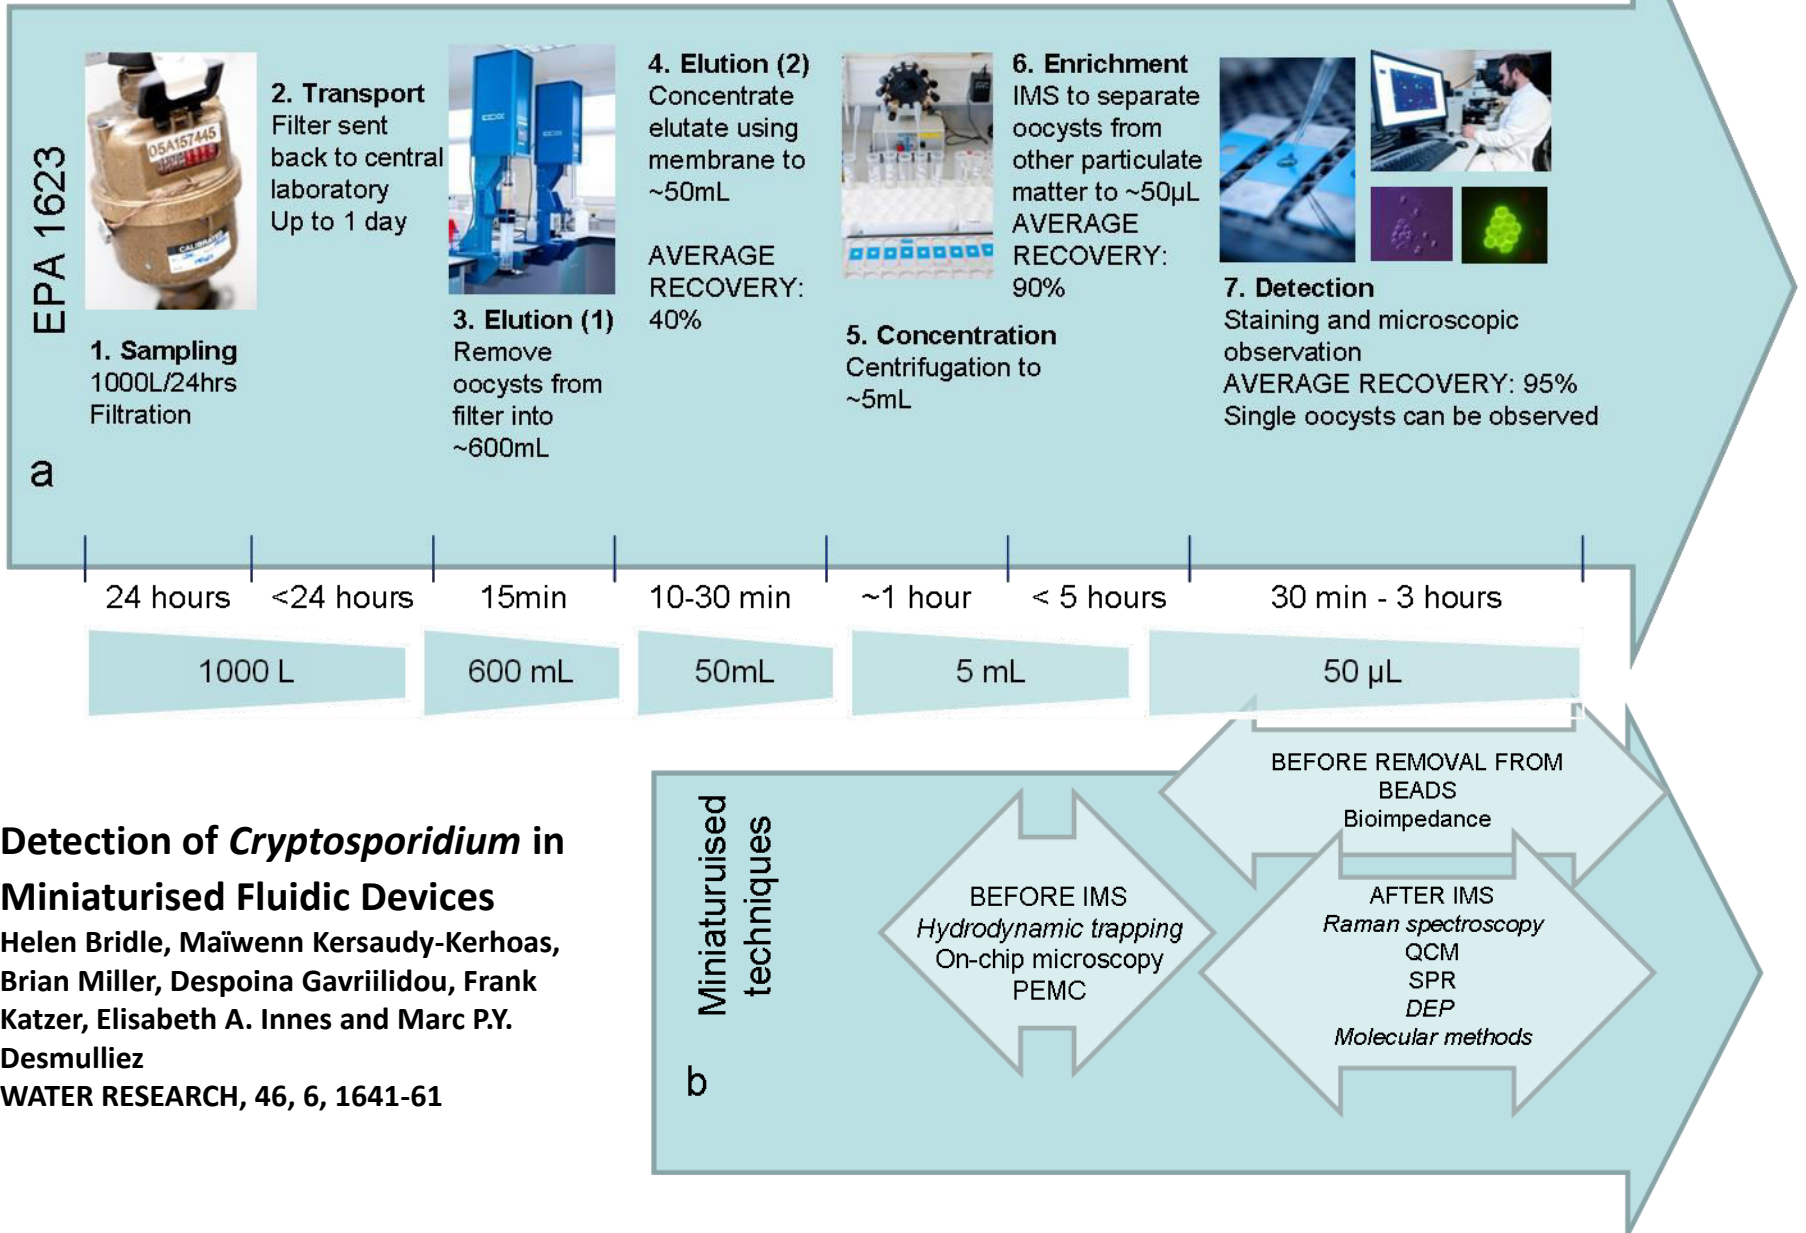 EPA 1623
a
05A157445
CALIBRATED
1. Sampling
1000L/24hrs
Filtration
2. Transport
Filter sent
back to central
laboratory
Up to 1 day
3. Elution (1)
Remove
oocysts from
filter into
~600mL
4. Elution (2)
Concentrate
elutate using
membrane to
~50mL
AVERAGE
RECOVERY:
40%
5. Concentration
Centrifugation to
~5mL
6. Enrichment
IMS to separate
oocysts from
other particulate
matter to ~50µL
AVERAGE
RECOVERY:
90%
7. Detection
Staining and microscopic
observation
AVERAGE RECOVERY: 95%
Single oocysts can be observed
24 hours
<24 hours
15min
10-30 min
~1 hour
< 5 hours
30 min - 3 hours
1000 L
600 mL
50mL
5 mL
50 µL
Detection of Cryptosporidium in
Miniaturised Fluidic Devices
Helen Bridle, Maïwenn Kersaudy-Kerhoas,
Brian Miller, Despoina Gavriilidou, Frank
Katzer, Elisabeth A. Innes and Marc P.Y.
Desmulliez
WATER RESEARCH, 46, 6, 1641-61
Miniaturuised
techniques
b
BEFORE IMS
Hydrodynamic trapping
On-chip microscopy
PEMC
BEFORE REMOVAL FROM
BEADS
Bioimpedance
AFTER IMS
Raman spectroscopy
QCM
SPR
DEP
Molecular methods